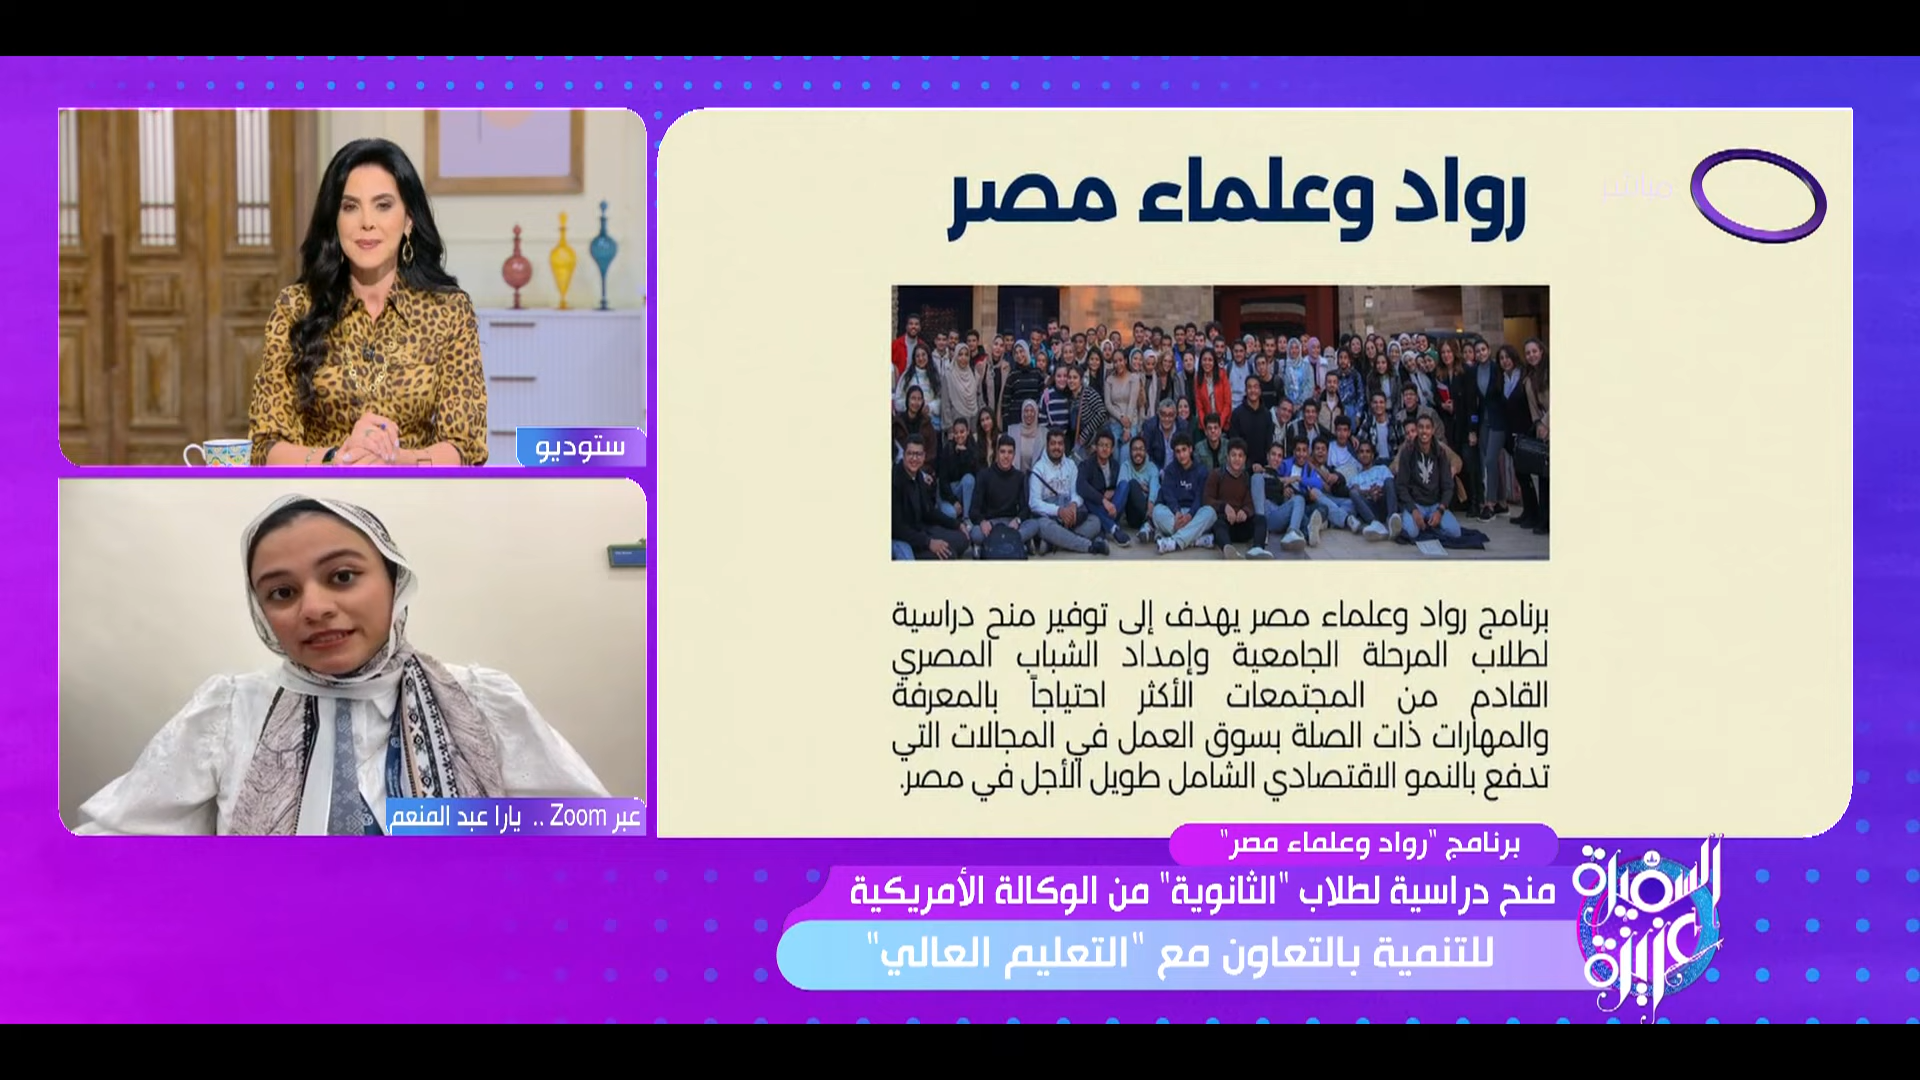 رواد وعلماء مصر
مباشر
ستوديو
برنامج رواد وعلماء مصر يهدف إلى توفير منح دراسية
لطلاب المرحلة الجامعية وإمداد الشباب المصري
القادم من المجتمعات الأكثر احتياجاً بالمعرفة
والمهارات ذات الصلة بسوق العمل في المجالات التي
تدفع بالنمو الاقتصادي الشامل طويل الأجل في مصر.
عبر Zoom .. يارا عبد المنعم
برنامج "رواد وعلماء مصر"
منح دراسية لطلاب "الثانوية" من الوكالة الأمريكية
للتنمية بالتعاون مع "التعليم العالي"
السفيرة
عزيزة